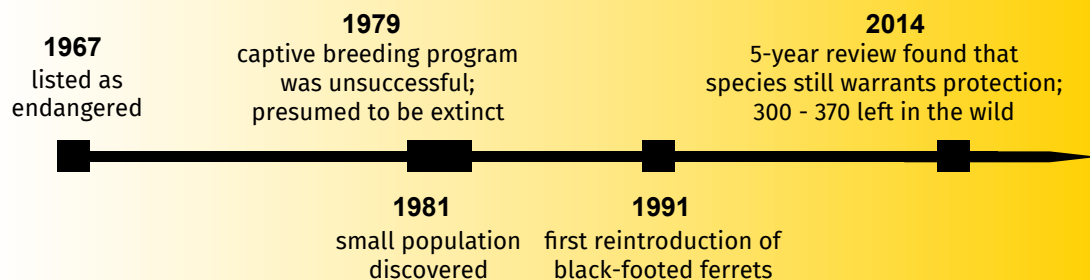 1967
listed as
endangered
1979
captive breeding program
was unsuccessful;
presumed to be extinct
1981
small population
discovered
1991
first reintroduction of
black-footed ferrets
2014
5-year review found that
species still warrants protection;
300 - 370 left in the wild